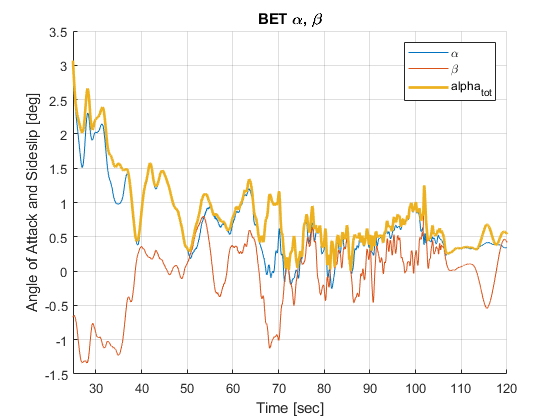 BET α, β
Angle of Attack and Sideslip [deg]
3.5
3
2.5
2
1.5
1
0.5
0
-0.5
-1
-1.5
α
β
alpha_tot
30 40 50 60 70 80 90 100 110 120
Time [sec]